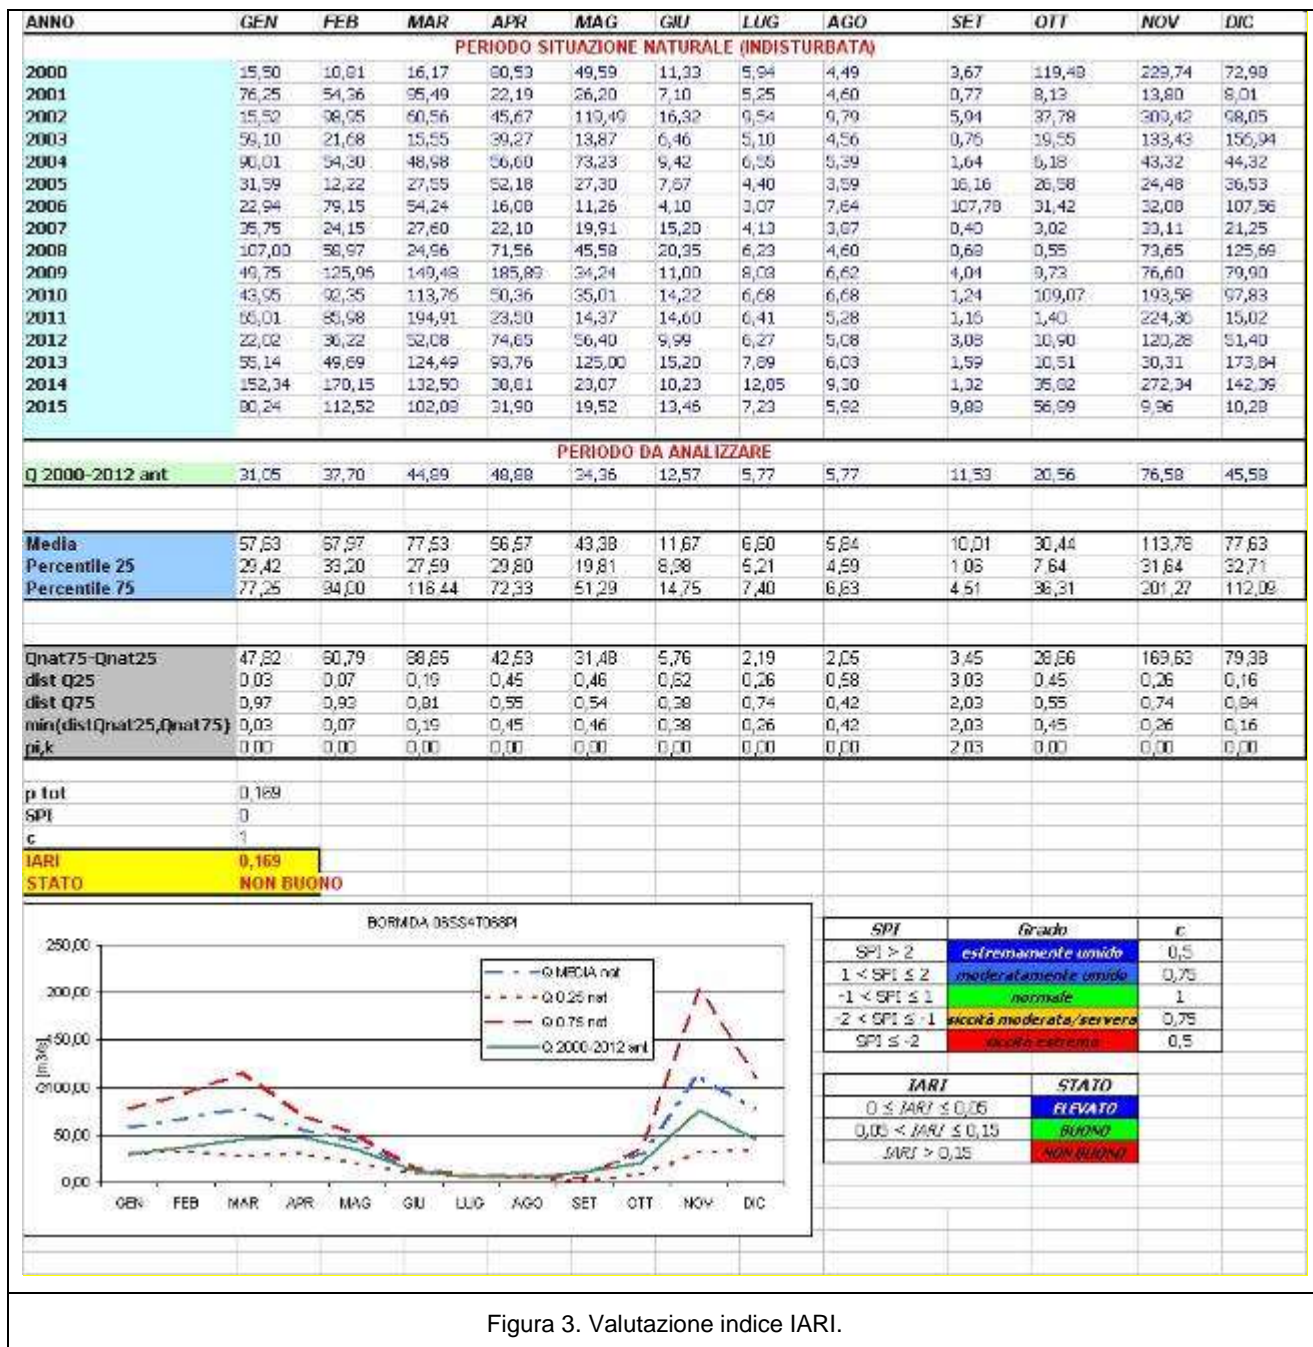 ANNO GEN FEB MAR APR MAG GIU LUG AGO SET OTT NOV DIC
PERIODO SITUAZIONE NATURALE (INDISTURBATA)
2000 15,50 10,81 16,17 80,53 49,59 11,33 5,94 4,49 3,67 119,48 229,74 72,98
2001 76,25 54,36 95,49 22,19 26,20 7,10 5,25 4,60 0,77 8,13 13,80 8,01
2002 15,52 98,95 60,56 91,57 45,67 119,49 16,32 9,54 9,79 5,94 37,78 309,42 98,05
2003 59,10 21,68 15,55 39,27 13,87 6,46 5,10 4,56 0,76 19,55 133,43 156,94
2004 90,01 54,30 48,98 56,60 73,23 9,42 6,55 5,39 1,64 6,18 43,32 44,32
2005 31,59 12,22 27,55 52,18 27,30 7,67 4,40 3,59 16,16 26,58 24,48 36,53
2006 22,94 79,15 54,24 16,08 11,26 4,10 3,07 7,64 107,78 31,42 32,08 107,56
2007 35,75 24,15 27,60 22,10 19,91 15,20 4,13 3,87 0,40 3,02 33,11 21,25
2008 107,00 58,97 24,96 71,56 45,58 20,35 6,23 4,60 0,68 0,55 73,65 125,69
2009 49,75 125,96 149,48 185,89 34,24 11,00 8,03 6,62 4,04 9,73 76,60 79,90
2010 43,95 92,35 113,76 50,36 35,01 14,22 6,68 6,68 1,24 109,07 193,58 97,83
2011 65,01 85,98 194,91 23,50 14,37 14,60 6,41 5,28 1,16 1,40 224,36 15,02
2012 22,02 36,22 52,08 74,65 56,40 9,99 6,27 5,08 3,08 10,90 120,28 51,40
2013 55,14 49,69 124,49 93,76 125,00 15,20 7,89 6,03 1,59 10,51 30,31 173,84
2014 152,34 170,15 132,50 38,81 23,07 10,23 12,05 9,30 1,32 35,82 272,34 142,39
2015 80,24 112,52 102,08 31,90 19,52 13,46 7,23 5,92 9,88 56,89 9,96 10,28
PERIODO DA ANALIZZARE
Q 2000-2012 ant 31,05 37,70 44,89 48,88 34,36 12,57 5,77 5,77 11,53 20,56 76,58 45,58
Media 57,63 67,97 77,53 56,57 43,38 11,67 6,60 5,84 10,01 30,44 113,78 77,63
Percentile 25 29,42 33,20 27,59 29,80 19,81 8,98 5,21 4,59 1,06 7,64 31,64 32,71
Percentile 75 77,25 94,00 116,44 72,33 51,29 14,75 7,40 6,63 4,51 36,31 201,27 112,09
Qnat75-Qnat25 47,82 60,79 88,85 42,53 31,48 5,76 2,19 2,05 3,45 28,66 169,63 79,38
dist Q25 0,03 0,07 0,19 0,45 0,46 0,62 0,26 0,58 3,03 0,45 0,26 0,16
dist Q75 0,97 0,93 0,81 0,55 0,54 0,38 0,74 0,42 2,03 0,55 0,74 0,84
min(distQnat25,Qnat75) 0,03 0,07 0,19 0,45 0,46 0,38 0,26 0,42 2,03 0,45 0,26 0,16
pi,k 0,00 0,00 0,00 0,00 0,00 0,00 0,00 0,00 2,03 0,00 0,00 0,00
p tot 0,169
SPI 0
c 1
IARI 0,169
STATO NON BUONO
BORMIDA 06SS4T068PI
250,00
200,00
150,00
100,00
50,00
0,00
Q [m3/s]
Q MEDIA nat
Q 0.25 nat
Q 0.75 nat
Q 2000-2012 ant
GEN FEB MAR APR MAG GIU LUG AGO SET OTT NOV DIC
SPI Grado c
SPI > 2 estremamente umido 0,5
1 < SPI ≤ 2 moderatamente umido 0,75
-1 < SPI ≤ 1 normale 1
-2 < SPI ≤ -1 siccità moderata/servera 0,75
SPI ≤ -2 siccità estrema 0,5
IARI STATO
0 ≤ IARI ≤ 0,05 ELEVATO
0,05 < IARI ≤ 0,15 BUONO
IARI > 0,15 NON BUONO
Figura 3. Valutazione indice IARI.